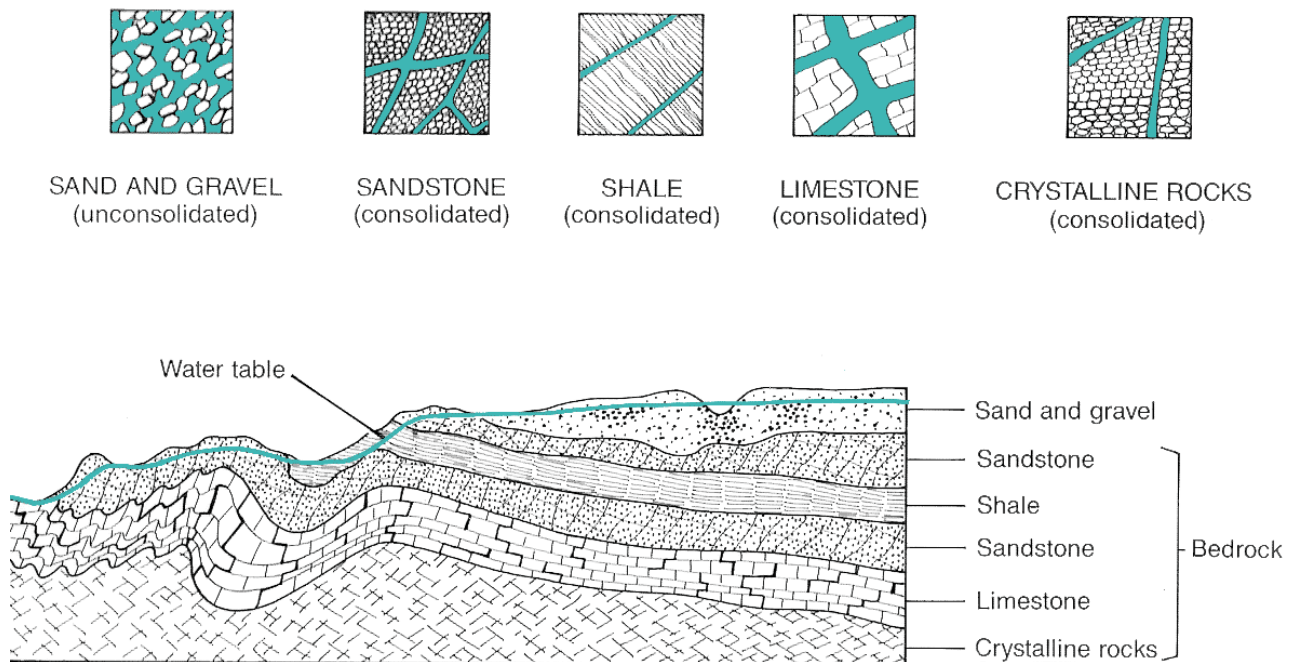 SAND AND GRAVEL
(unconsolidated)
SANDSTONE
(consolidated)
SHALE
(consolidated)
LIMESTONE
(consolidated)
CRYSTALLINE ROCKS
(consolidated)
Water table
Sand and gravel
Sandstone
Shale
Sandstone
Limestone
Crystalline rocks
Bedrock